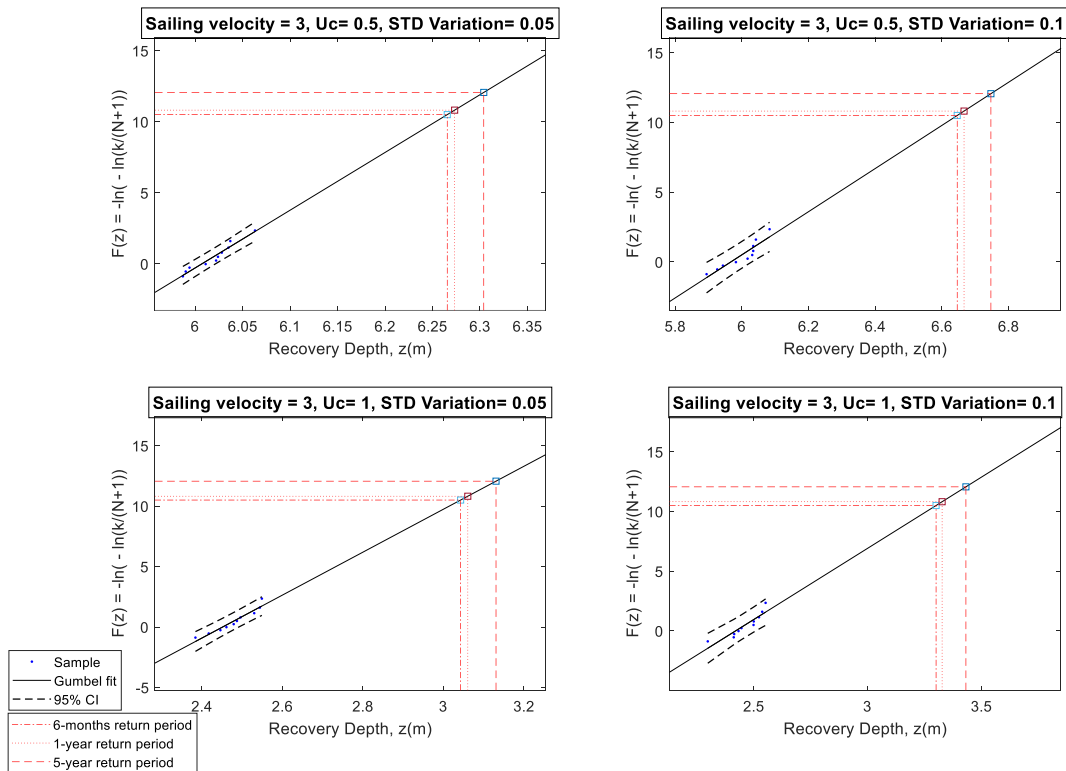 Sailing velocity = 3, Uc= 0.5, STD Variation= 0.05
F(z) = -ln( - ln(k/(N+1))
15
10
5
0
6
6.05
6.1
6.15
6.2
6.25
6.3
6.35
Recovery Depth, z(m)
Sailing velocity = 3, Uc= 0.5, STD Variation= 0.1
F(z) = -ln( - ln(k/(N+1))
15
10
5
0
5.8
6
6.2
6.4
6.6
6.8
Recovery Depth, z(m)
Sailing velocity = 3, Uc= 1, STD Variation= 0.05
F(z) = -ln( - ln(k/(N+1))
15
10
5
0
-5
2.4
2.6
2.8
3
3.2
Recovery Depth, z(m)
Sailing velocity = 3, Uc= 1, STD Variation= 0.1
F(z) = -ln( - ln(k/(N+1))
15
10
5
0
2.5
3
3.5
Recovery Depth, z(m)
Sample
Gumbel fit
95% CI
6-months return period
1-year return period
5-year return period